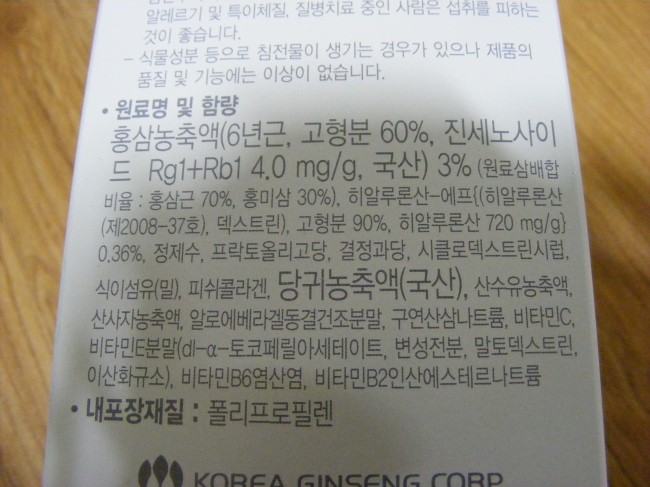 알레르기 및 특이체질, 질병치료 중인 사람은 섭취를 피하는
것이 좋습니다.
- 식물성분 등으로 침전물이 생기는 경우가 있으나 제품의
품질 및 기능에는 이상이 없습니다.
• 원료명 및 함량
홍삼농축액(6년근, 고형분 60%, 진세노사이
드 Rg1+Rb1 4.0 mg/g, 국산) 3% (원료삼배합
비율 : 홍삼근 70%, 홍미삼 30%), 히알루론산-에프{(히알루론산
(제2008-37호), 덱스트린), 고형분 90%, 히알루론산 720 mg/g}
0.36%, 정제수, 프락토올리고당, 결정과당, 시클로덱스트린시럽,
식이섬유(밀), 피쉬콜라겐, 당귀농축액(국산), 산수유농축액,
산사자농축액, 알로에베라겔동결건조분말, 구연산삼나트륨, 비타민C,
비타민E분말(dl-α-토코페릴아세테이트, 변성전분, 말토덱스트린,
이산화규소), 비타민B6염산염, 비타민B2인산에스테르나트륨
• 내포장재질 : 폴리프로필렌
KOREA GINSENG CORP